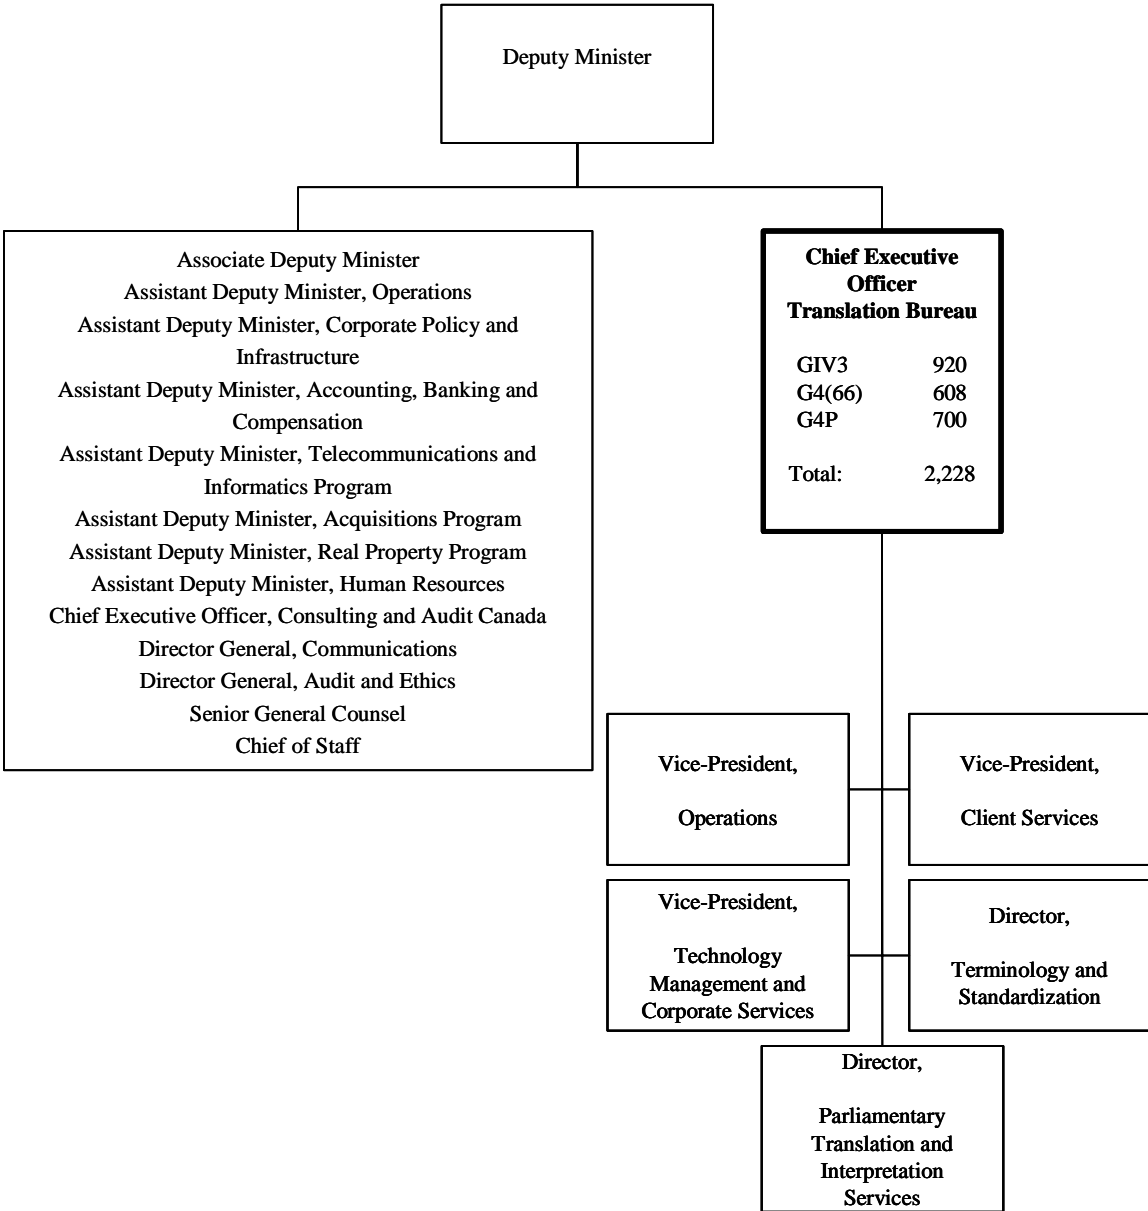 Deputy Minister
Associate Deputy Minister
Assistant Deputy Minister, Operations
Assistant Deputy Minister, Corporate Policy and
Infrastructure
Assistant Deputy Minister, Accounting, Banking and
Compensation
Assistant Deputy Minister, Telecommunications and
Informatics Program
Assistant Deputy Minister, Acquisitions Program
Assistant Deputy Minister, Real Property Program
Assistant Deputy Minister, Human Resources
Chief Executive Officer, Consulting and Audit Canada
Director General, Communications
Director General, Audit and Ethics
Senior General Counsel
Chief of Staff
Chief Executive
Officer
Translation Bureau
GIV3 920
G4(66) 608
G4P 700
Total: 2,228
Vice-President,
Operations
Vice-President,
Client Services
Vice-President,
Technology
Management and
Corporate Services
Director,
Terminology and
Standardization
Director,
Parliamentary
Translation and
Interpretation
Services